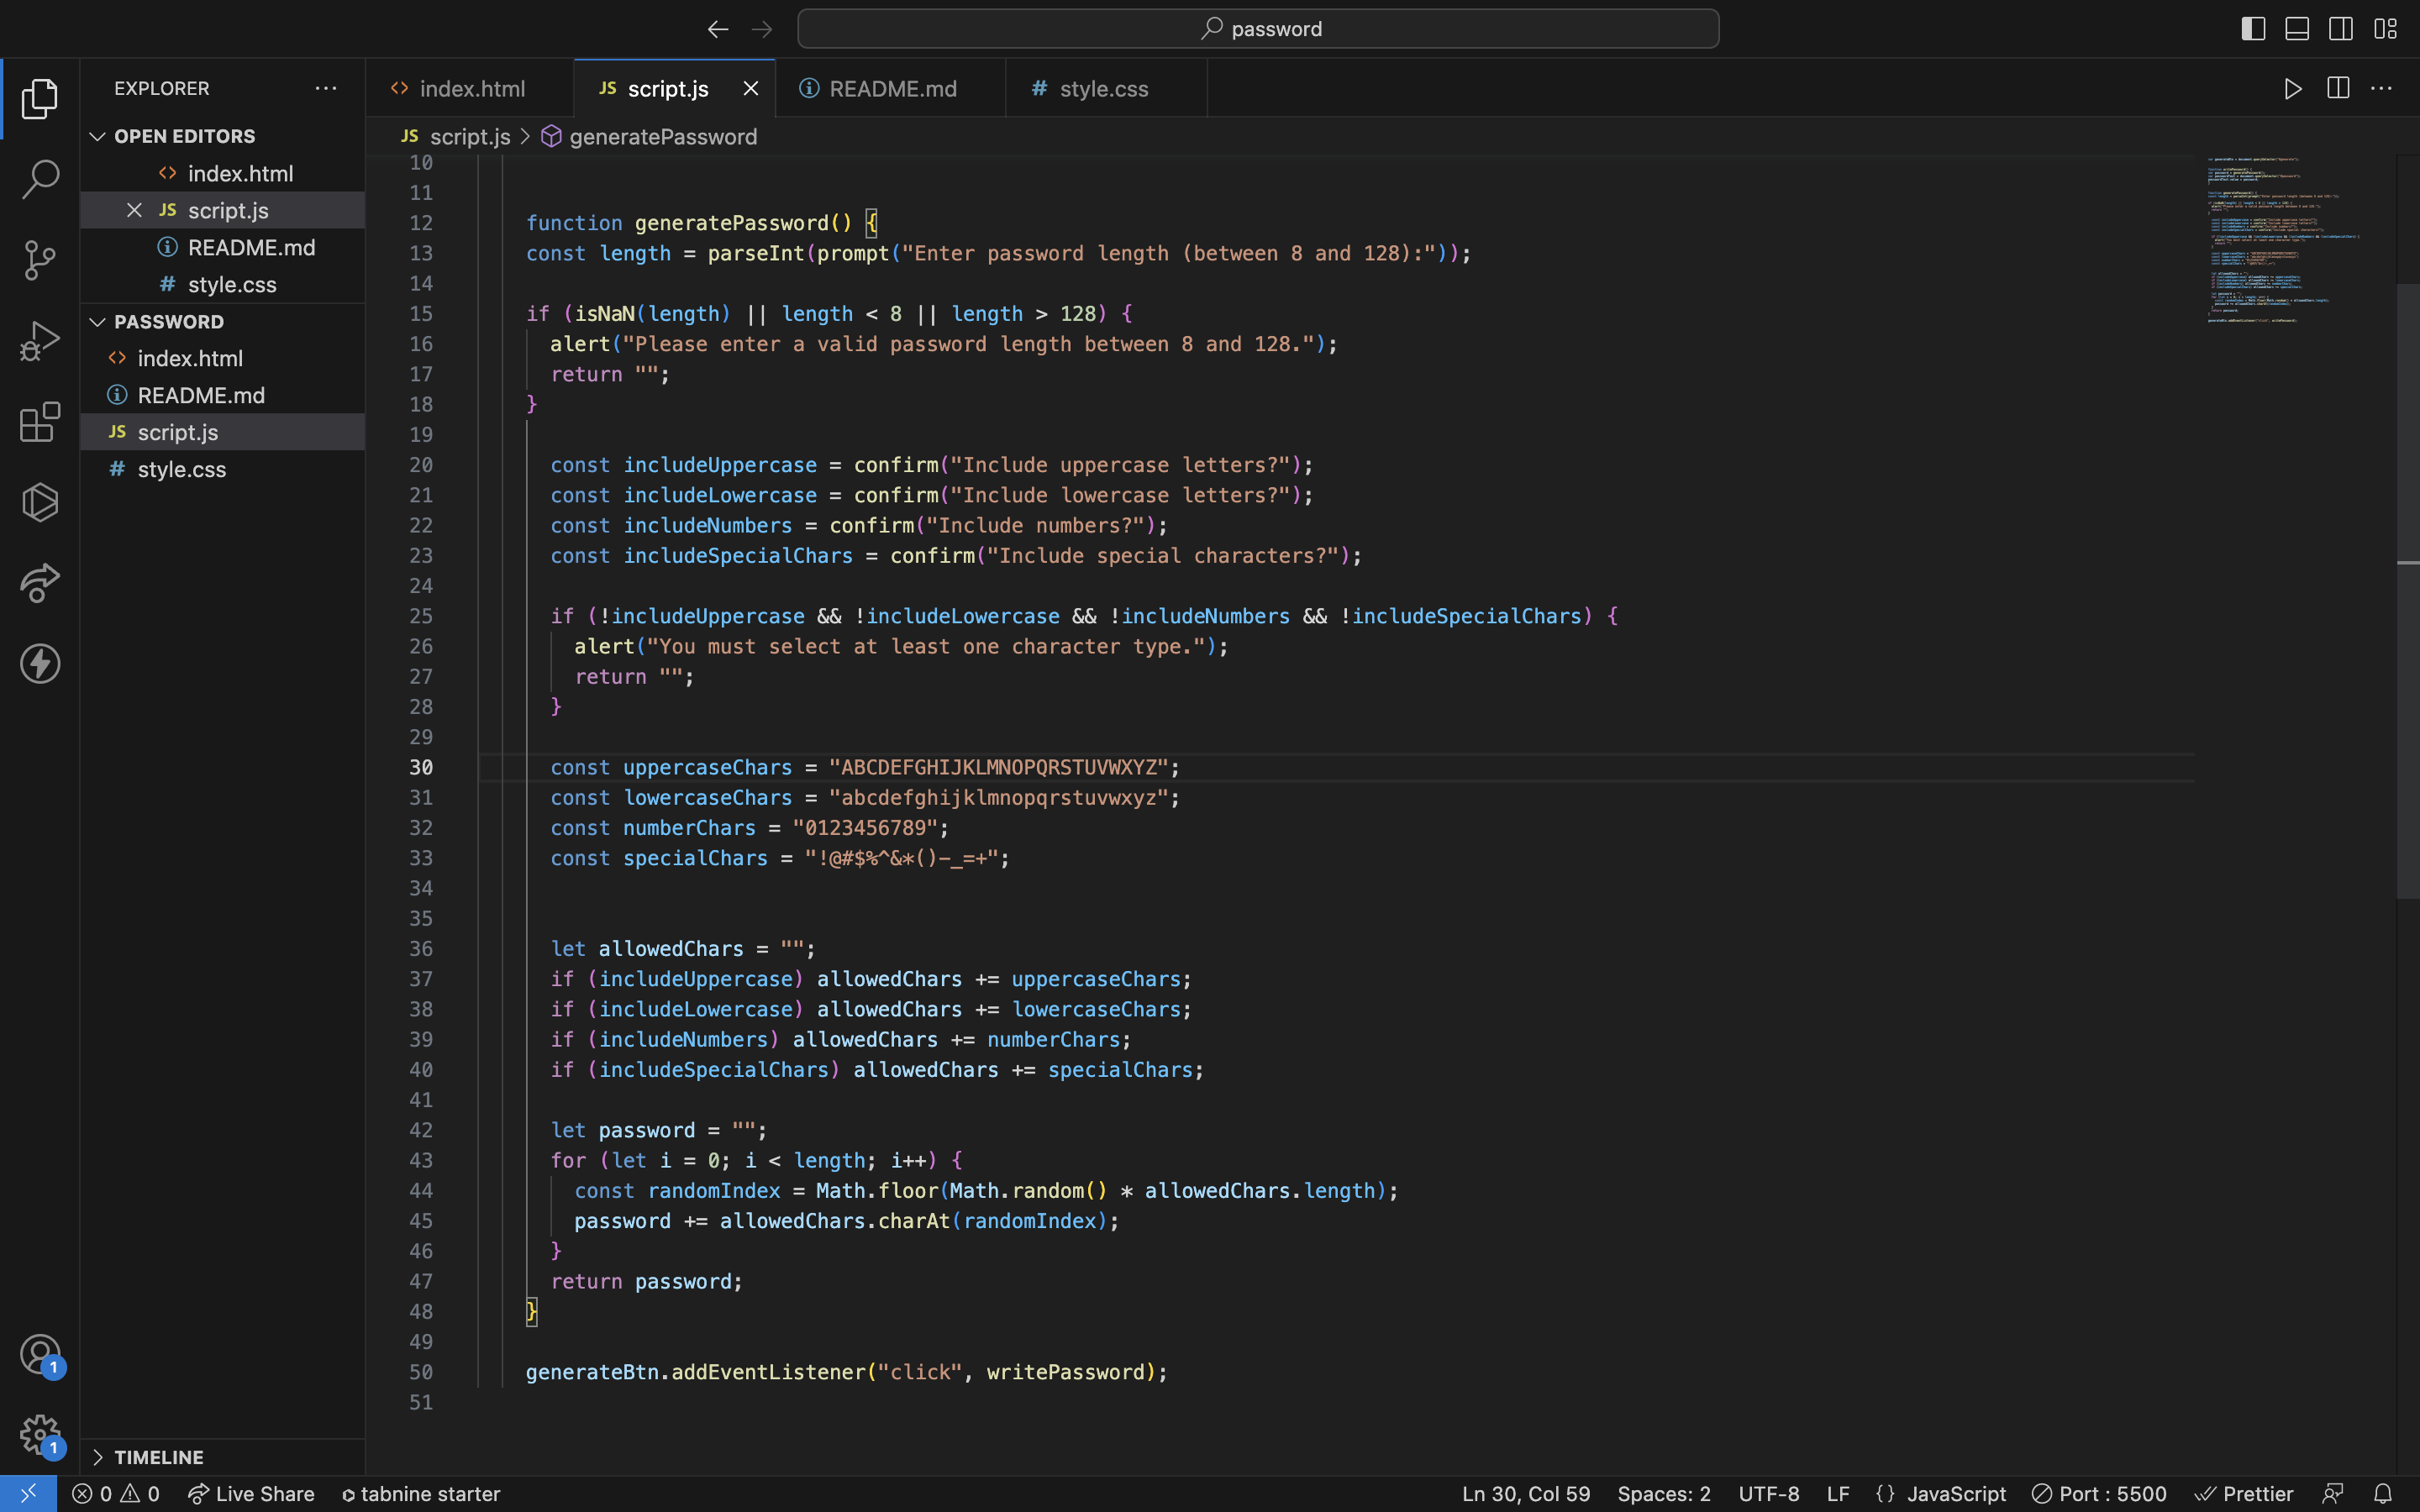 password
EXPLORER
index.html
JS script.js
README.md
# style.css
OPEN EDITORS
index.html
JS script.js
README.md
# style.css
PASSWORD
index.html
README.md
JS script.js
# style.css
TIMELINE
JS script.js > generatePassword
10
11
12 function generatePassword() {
13 const length = parseInt(prompt("Enter password length (between 8 and 128):"));
14
15 if (isNaN(length) || length < 8 || length > 128) {
16 alert("Please enter a valid password length between 8 and 128.");
17 return "";
18 }
19
20 const includeUppercase = confirm("Include uppercase letters?");
21 const includeLowercase = confirm("Include lowercase letters?");
22 const includeNumbers = confirm("Include numbers?");
23 const includeSpecialChars = confirm("Include special characters?");
24
25 if (!includeUppercase && !includeLowercase && !includeNumbers && !includeSpecialChars) {
26 alert("You must select at least one character type.");
27 return "";
28 }
29
30 const uppercaseChars = "ABCDEFGHIJKLMNOPQRSTUVWXYZ";
31 const lowercaseChars = "abcdefghijklmnopqrstuvwxyz";
32 const numberChars = "0123456789";
33 const specialChars = "!@#$%^&*()-_=+";
34
35
36 let allowedChars = "";
37 if (includeUppercase) allowedChars += uppercaseChars;
38 if (includeLowercase) allowedChars += lowercaseChars;
39 if (includeNumbers) allowedChars += numberChars;
40 if (includeSpecialChars) allowedChars += specialChars;
41
42 let password = "";
43 for (let i = 0; i < length; i++) {
44 const randomIndex = Math.floor(Math.random() * allowedChars.length);
45 password += allowedChars.charAt(randomIndex);
46 }
47 return password;
48 }
49
50 generateBtn.addEventListener("click", writePassword);
51
1
1
0 0 Live Share tabnine starter Ln 30, Col 59 Spaces: 2 UTF-8 LF {} JavaScript Port : 5500 Prettier